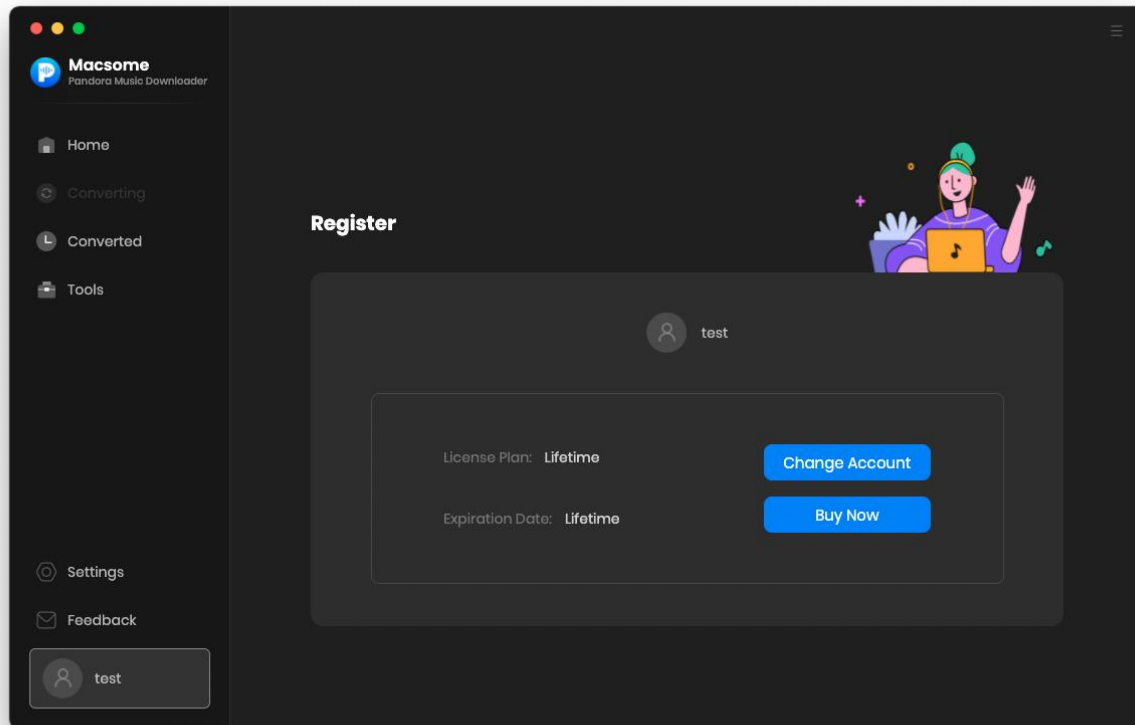 Macsome
Pandora Music Downloader
Home
Converting
Converted
Tools
Settings
Feedback
test
Register
test
License Plan: Lifetime
Change Account
Expiration Date: Lifetime
Buy Now